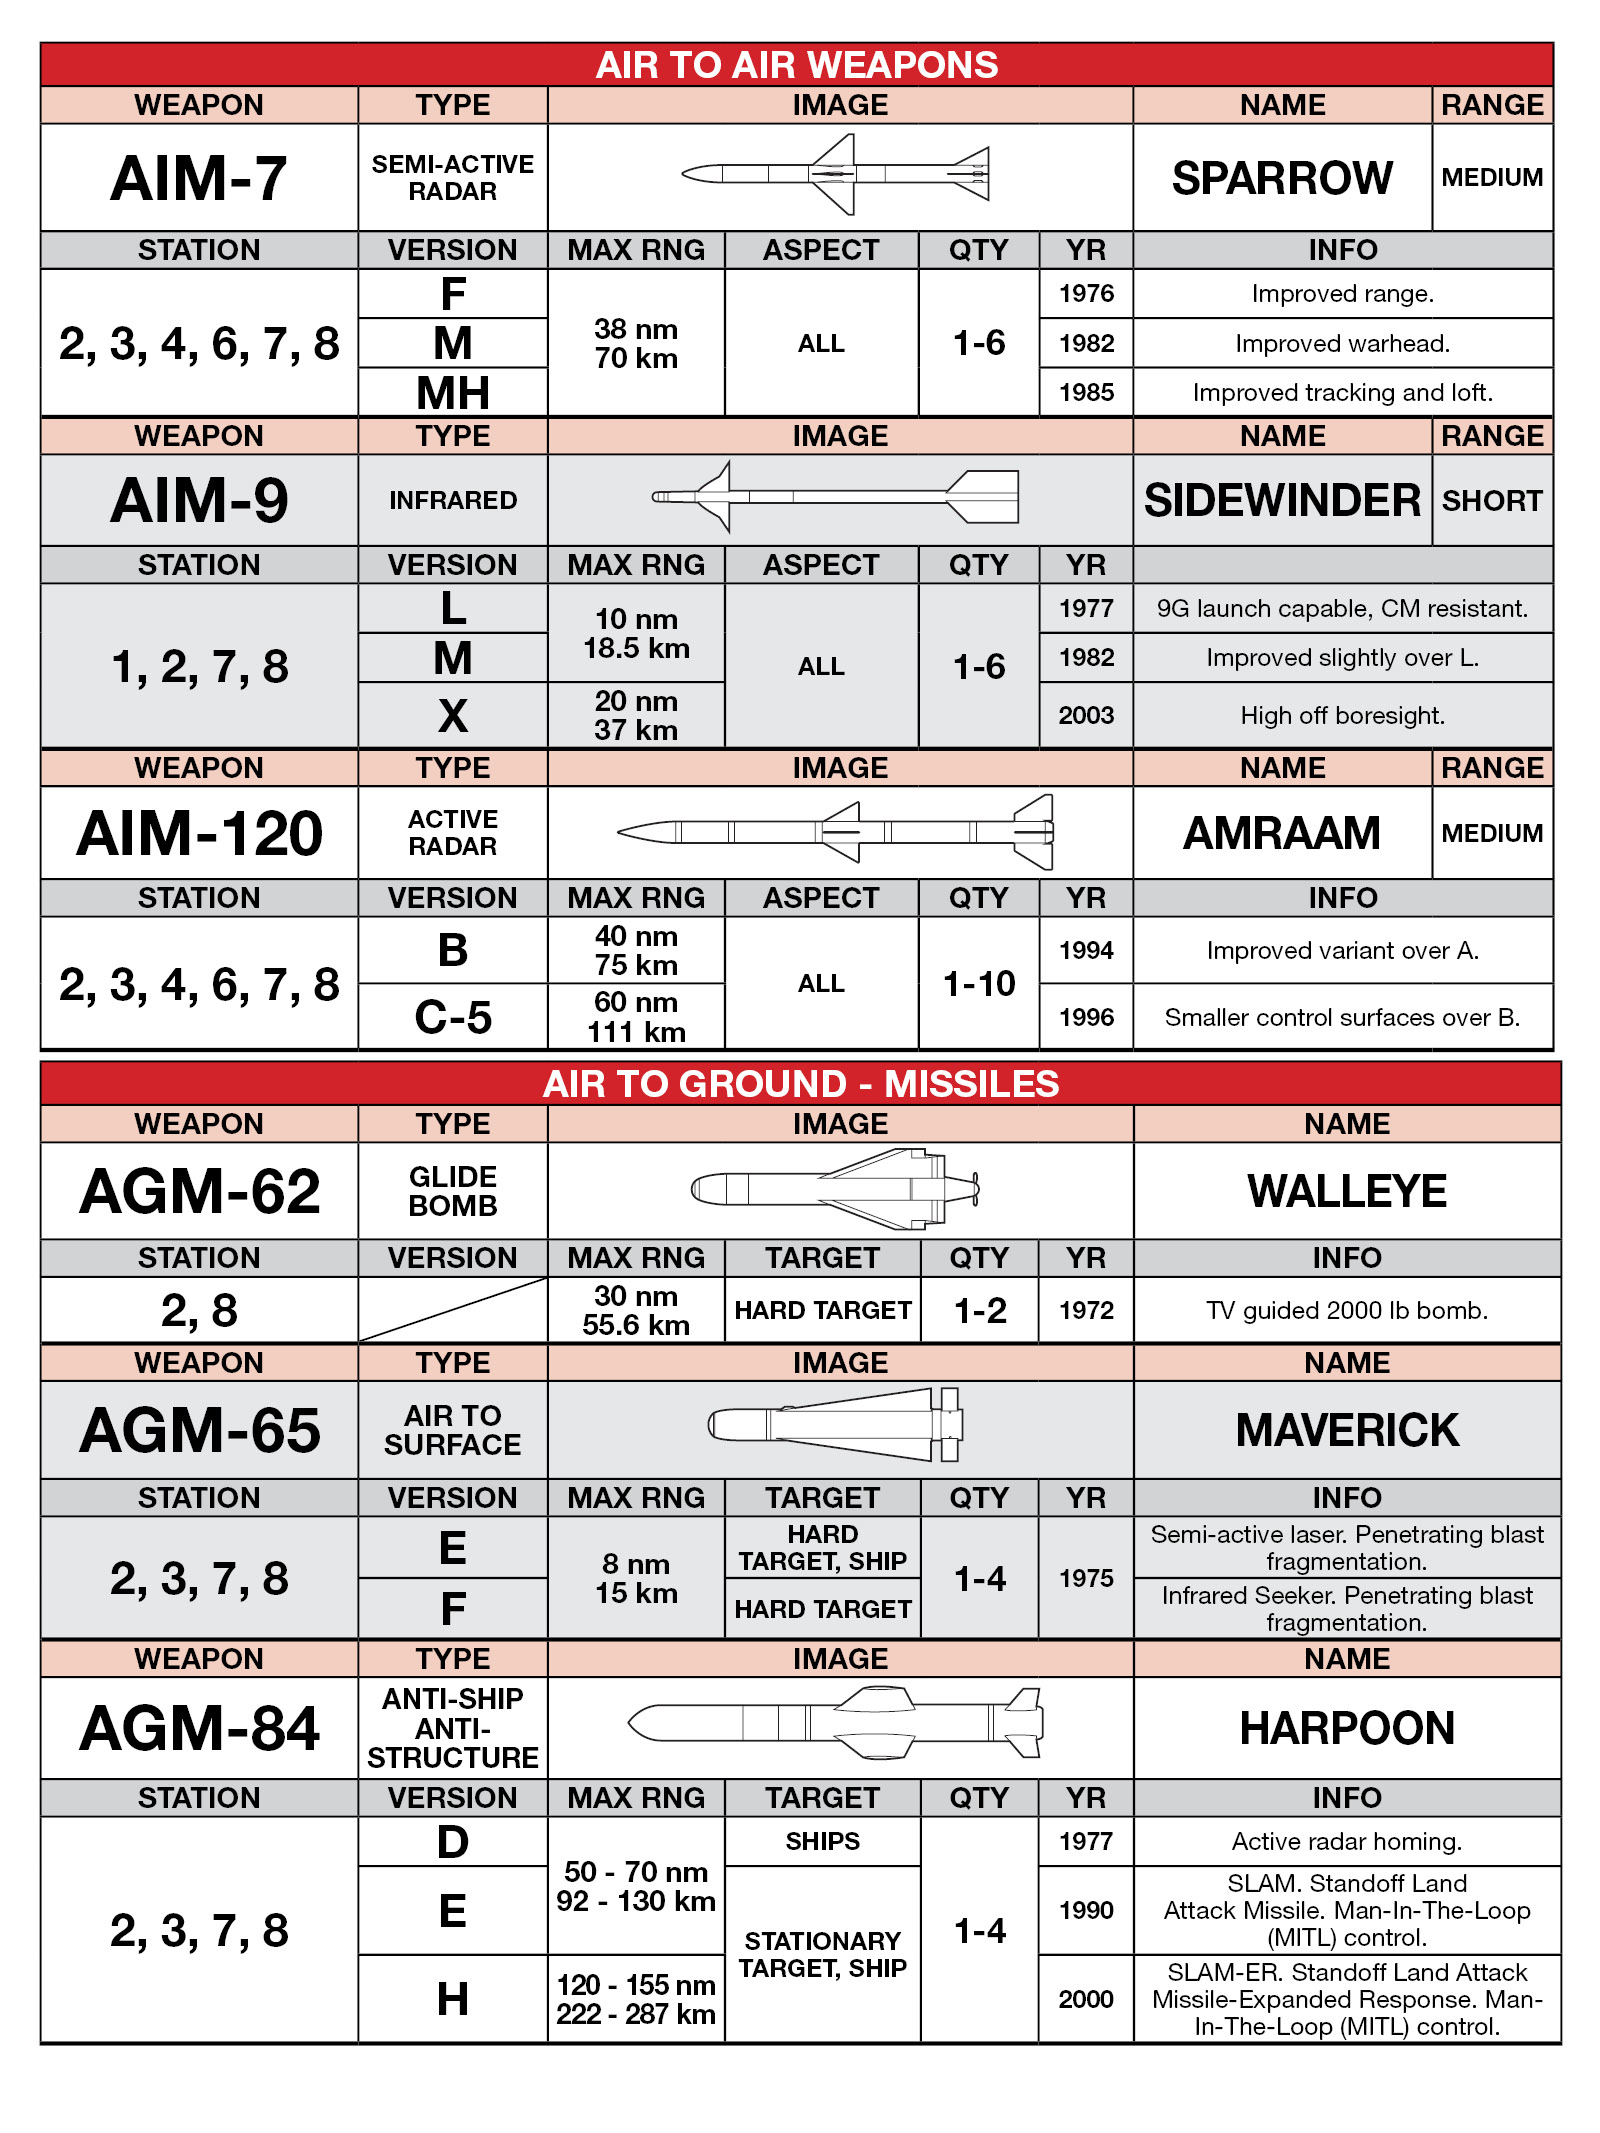 AIR TO AIR WEAPONS
WEAPON TYPE IMAGE NAME RANGE
AIM-7 SEMI-ACTIVE RADAR SPARROW MEDIUM
STATION VERSION MAX RNG ASPECT QTY YR INFO
2, 3, 4, 6, 7, 8 F 38 nm 70 km ALL 1-6 1976 Improved range.
M 1982 Improved warhead.
MH 1985 Improved tracking and loft.
WEAPON TYPE IMAGE NAME RANGE
AIM-9 INFRARED SIDEWINDER SHORT
STATION VERSION MAX RNG ASPECT QTY YR
1, 2, 7, 8 L 10 nm 18.5 km ALL 1-6 1977 9G launch capable, CM resistant.
M 1982 Improved slightly over L.
X 20 nm 37 km 2003 High off boresight.
WEAPON TYPE IMAGE NAME RANGE
AIM-120 ACTIVE RADAR AMRAAM MEDIUM
STATION VERSION MAX RNG ASPECT QTY YR INFO
2, 3, 4, 6, 7, 8 B 40 nm 75 km ALL 1-10 1994 Improved variant over A.
C-5 60 nm 111 km 1996 Smaller control surfaces over B.
AIR TO GROUND - MISSILES
WEAPON TYPE IMAGE NAME
AGM-62 GLIDE BOMB WALLEYE
STATION VERSION MAX RNG TARGET QTY YR INFO
2, 8 30 nm 55.6 km HARD TARGET 1-2 1972 TV guided 2000 lb bomb.
WEAPON TYPE IMAGE NAME
AGM-65 AIR TO SURFACE MAVERICK
STATION VERSION MAX RNG TARGET QTY YR INFO
2, 3, 7, 8 E 8 nm 15 km HARD TARGET, SHIP 1-4 1975 Semi-active laser. Penetrating blast fragmentation.
F HARD TARGET Infrared Seeker. Penetrating blast fragmentation.
WEAPON TYPE IMAGE NAME
AGM-84 ANTI-SHIP ANTI-STRUCTURE HARPOON
STATION VERSION MAX RNG TARGET QTY YR INFO
2, 3, 7, 8 D 50 - 70 nm 92 - 130 km SHIPS 1-4 1977 Active radar homing.
E STATIONARY TARGET, SHIP 1990 SLAM. Standoff Land Attack Missile. Man-In-The-Loop (MITL) control.
H 120 - 155 nm 222 - 287 km 2000 SLAM-ER. Standoff Land Attack Missile-Expanded Response. Man-In-The-Loop (MITL) control.